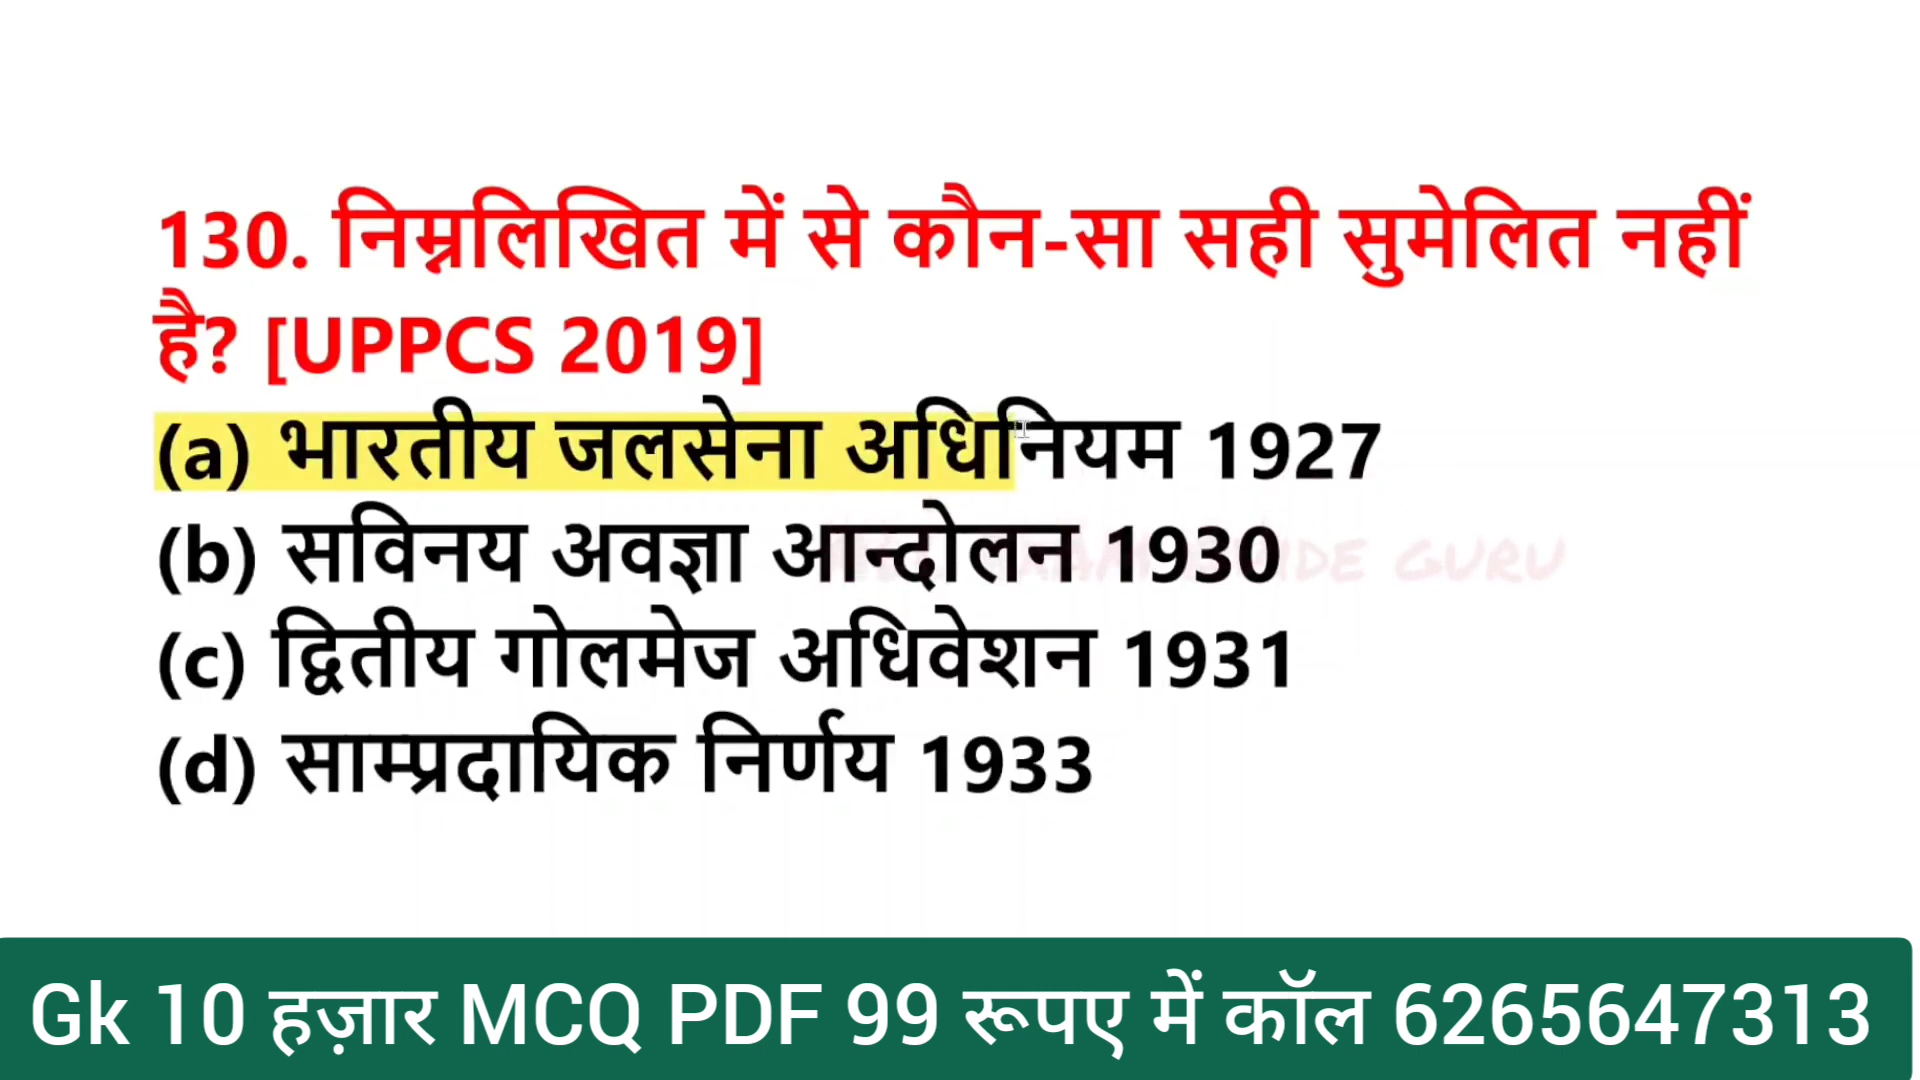 130. निम्नलिखित में से कौन-सा सही सुमेलित नहीं
है? [UPPCS 2019]
(a) भारतीय जलसेना अधिनियम 1927
(b) सविनय अवज्ञा आन्दोलन 1930
(c) द्वितीय गोलमेज अधिवेशन 1931
(d) साम्प्रदायिक निर्णय 1933
GURU
Gk 10 हज़ार MCQ PDF 99 रूपए में कॉल 6265647313